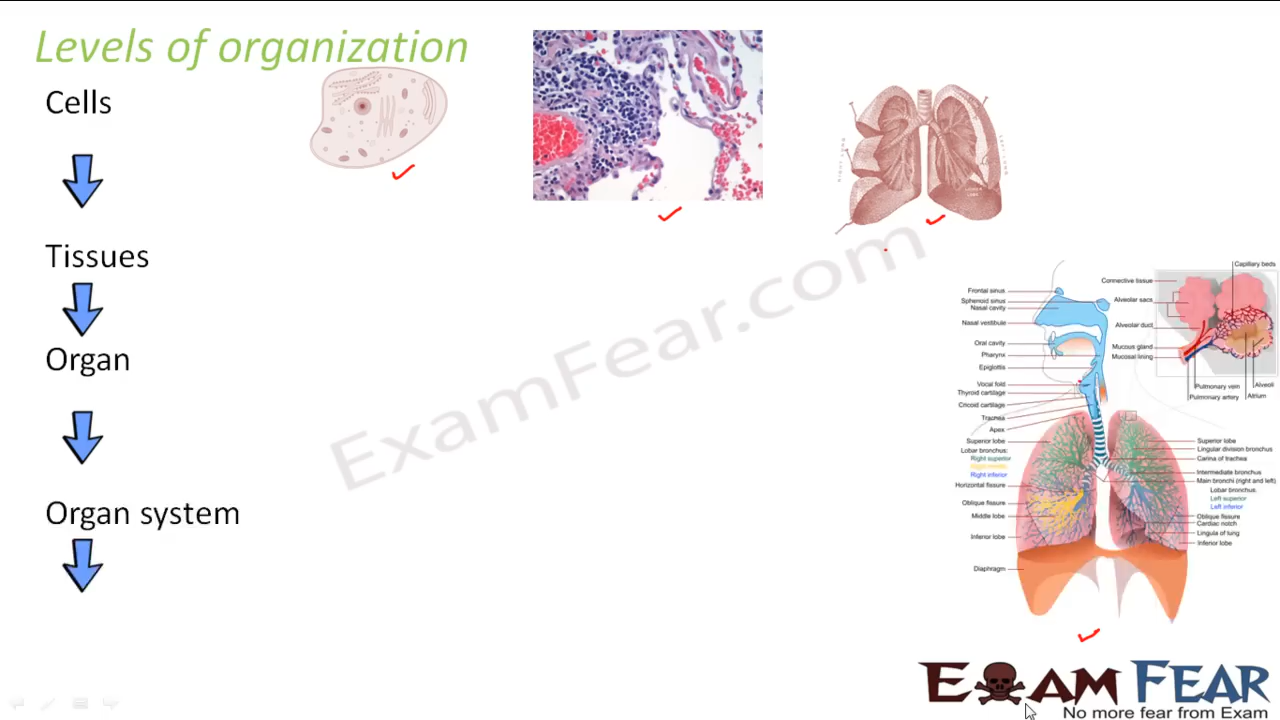 Levels of organization
Cells
Tissues
Organ
Organ system
ExamFear.com
Frontal sinus
Sphenoid sinus
Nasal cavity
Nasal vestibule
Oral cavity
Pharynx
Epiglottis
Vocal fold
Thyroid cartilage
Cricoid cartilage
Trachea
Apex
Superior lobe
Lobar bronchus:
Right superior
Right inferior
Horizontal fissure
Oblique fissure
Middle lobe
Inferior lobe
Diaphragm
Capillary beds
Connective tissue
Alveolar sacs
Alveolar duct
Mucous gland
Mucosal lining
Pulmonary vein
Pulmonary artery
Alveoli
Atrium
Superior lobe
Lingular division bronchus
Carina of trachea
Intermediate bronchus
Main bronchi (right and left)
Lobar bronchus:
Left superior
Left inferior
Oblique fissure
Cardiac notch
Lingula of lung
Inferior lobe
EXAM FEAR
No more fear from Exam